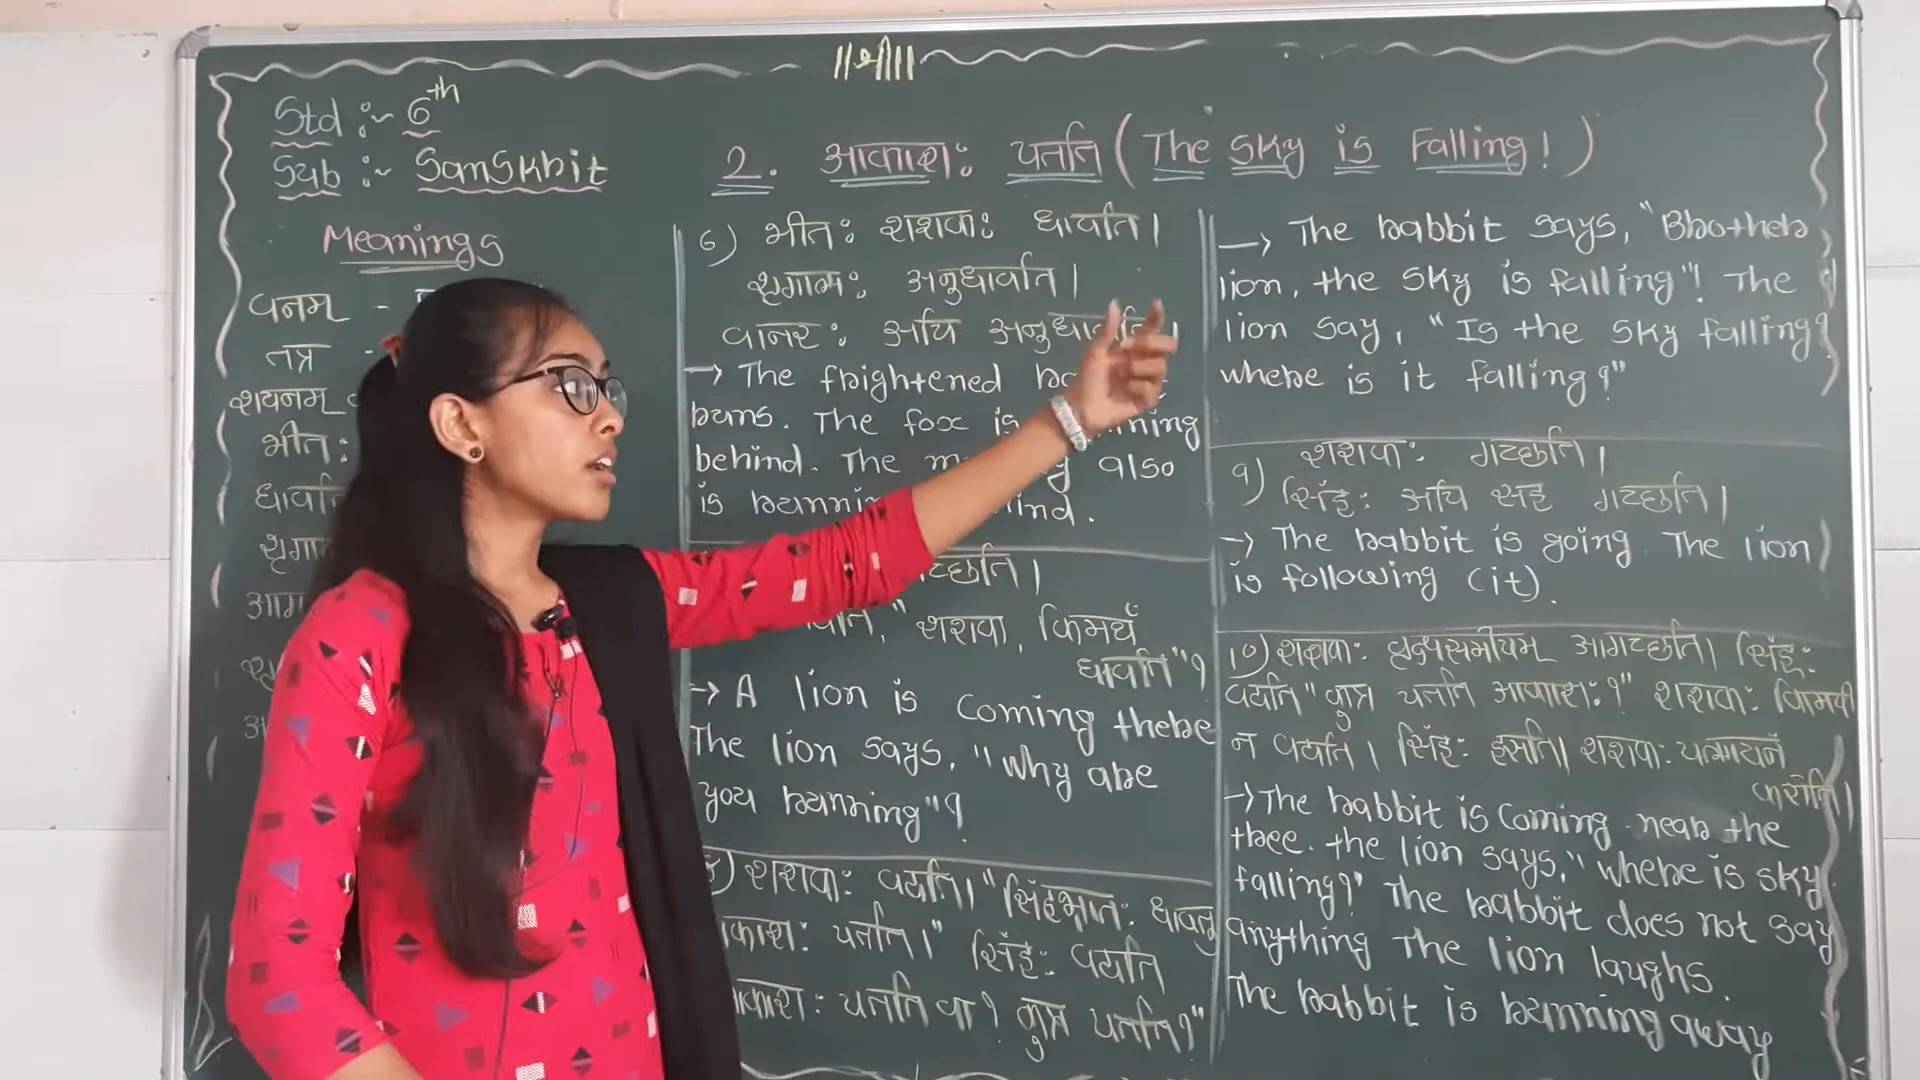 ॥श्री॥
Std :- 6th
Sub :- Sanskrit
2. आकाशः पतति ( The Sky is Falling! )
Meanings
वनम् -
तत्र -
शयनम्
भीतः
धावति
6) भीतः शशकः धावति।
शृगालः अनुधावति।
वानरः अपि अनुधावति।
→ The frightened
runs. The fox is
behind. The also
is
गच्छति।
"शशक, किमर्थं
धावति"?
→ A lion is coming there
The lion says, "Why are
you running"?
८) शशकः वदति। "सिंहभ्रातः धावतु
आकाशः पतति।" सिंहः वदति
आकाशः पतति वा? कुत्र पतति?"
→ The rabbit says, "Brother
lion, the sky is falling"! The
lion say, "Is the sky falling?
where is it falling?"
9) शशकः गच्छति।
सिंहः अपि सह गच्छति।
→ The rabbit is going. The lion
is following (it).
10) शशकः वृक्षसमीपम् आगच्छति। सिंहः
वदति "कुत्र पतति आकाशः?" शशकः किमपि
न वदति। सिंहः हसति। शशकः पलायनं
करोति।
→ The rabbit is coming near the
tree. the lion says, "where is sky
falling?" The rabbit does not say
anything The lion laughs.
The rabbit is running away